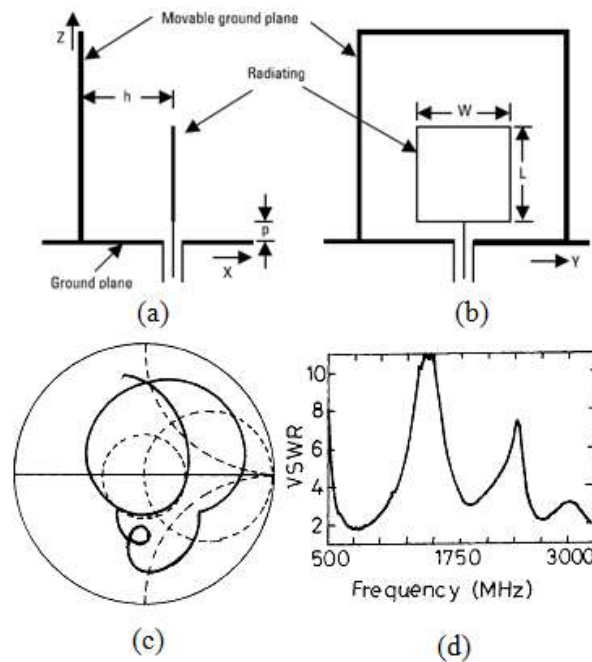 Movable ground plane
Z
h
Radiating
p
X
Ground plane
(a)
W
L
Y
(b)
(c)
10
8
6
4
2
VSWR
500
1750
3000
Frequency (MHz)
(d)